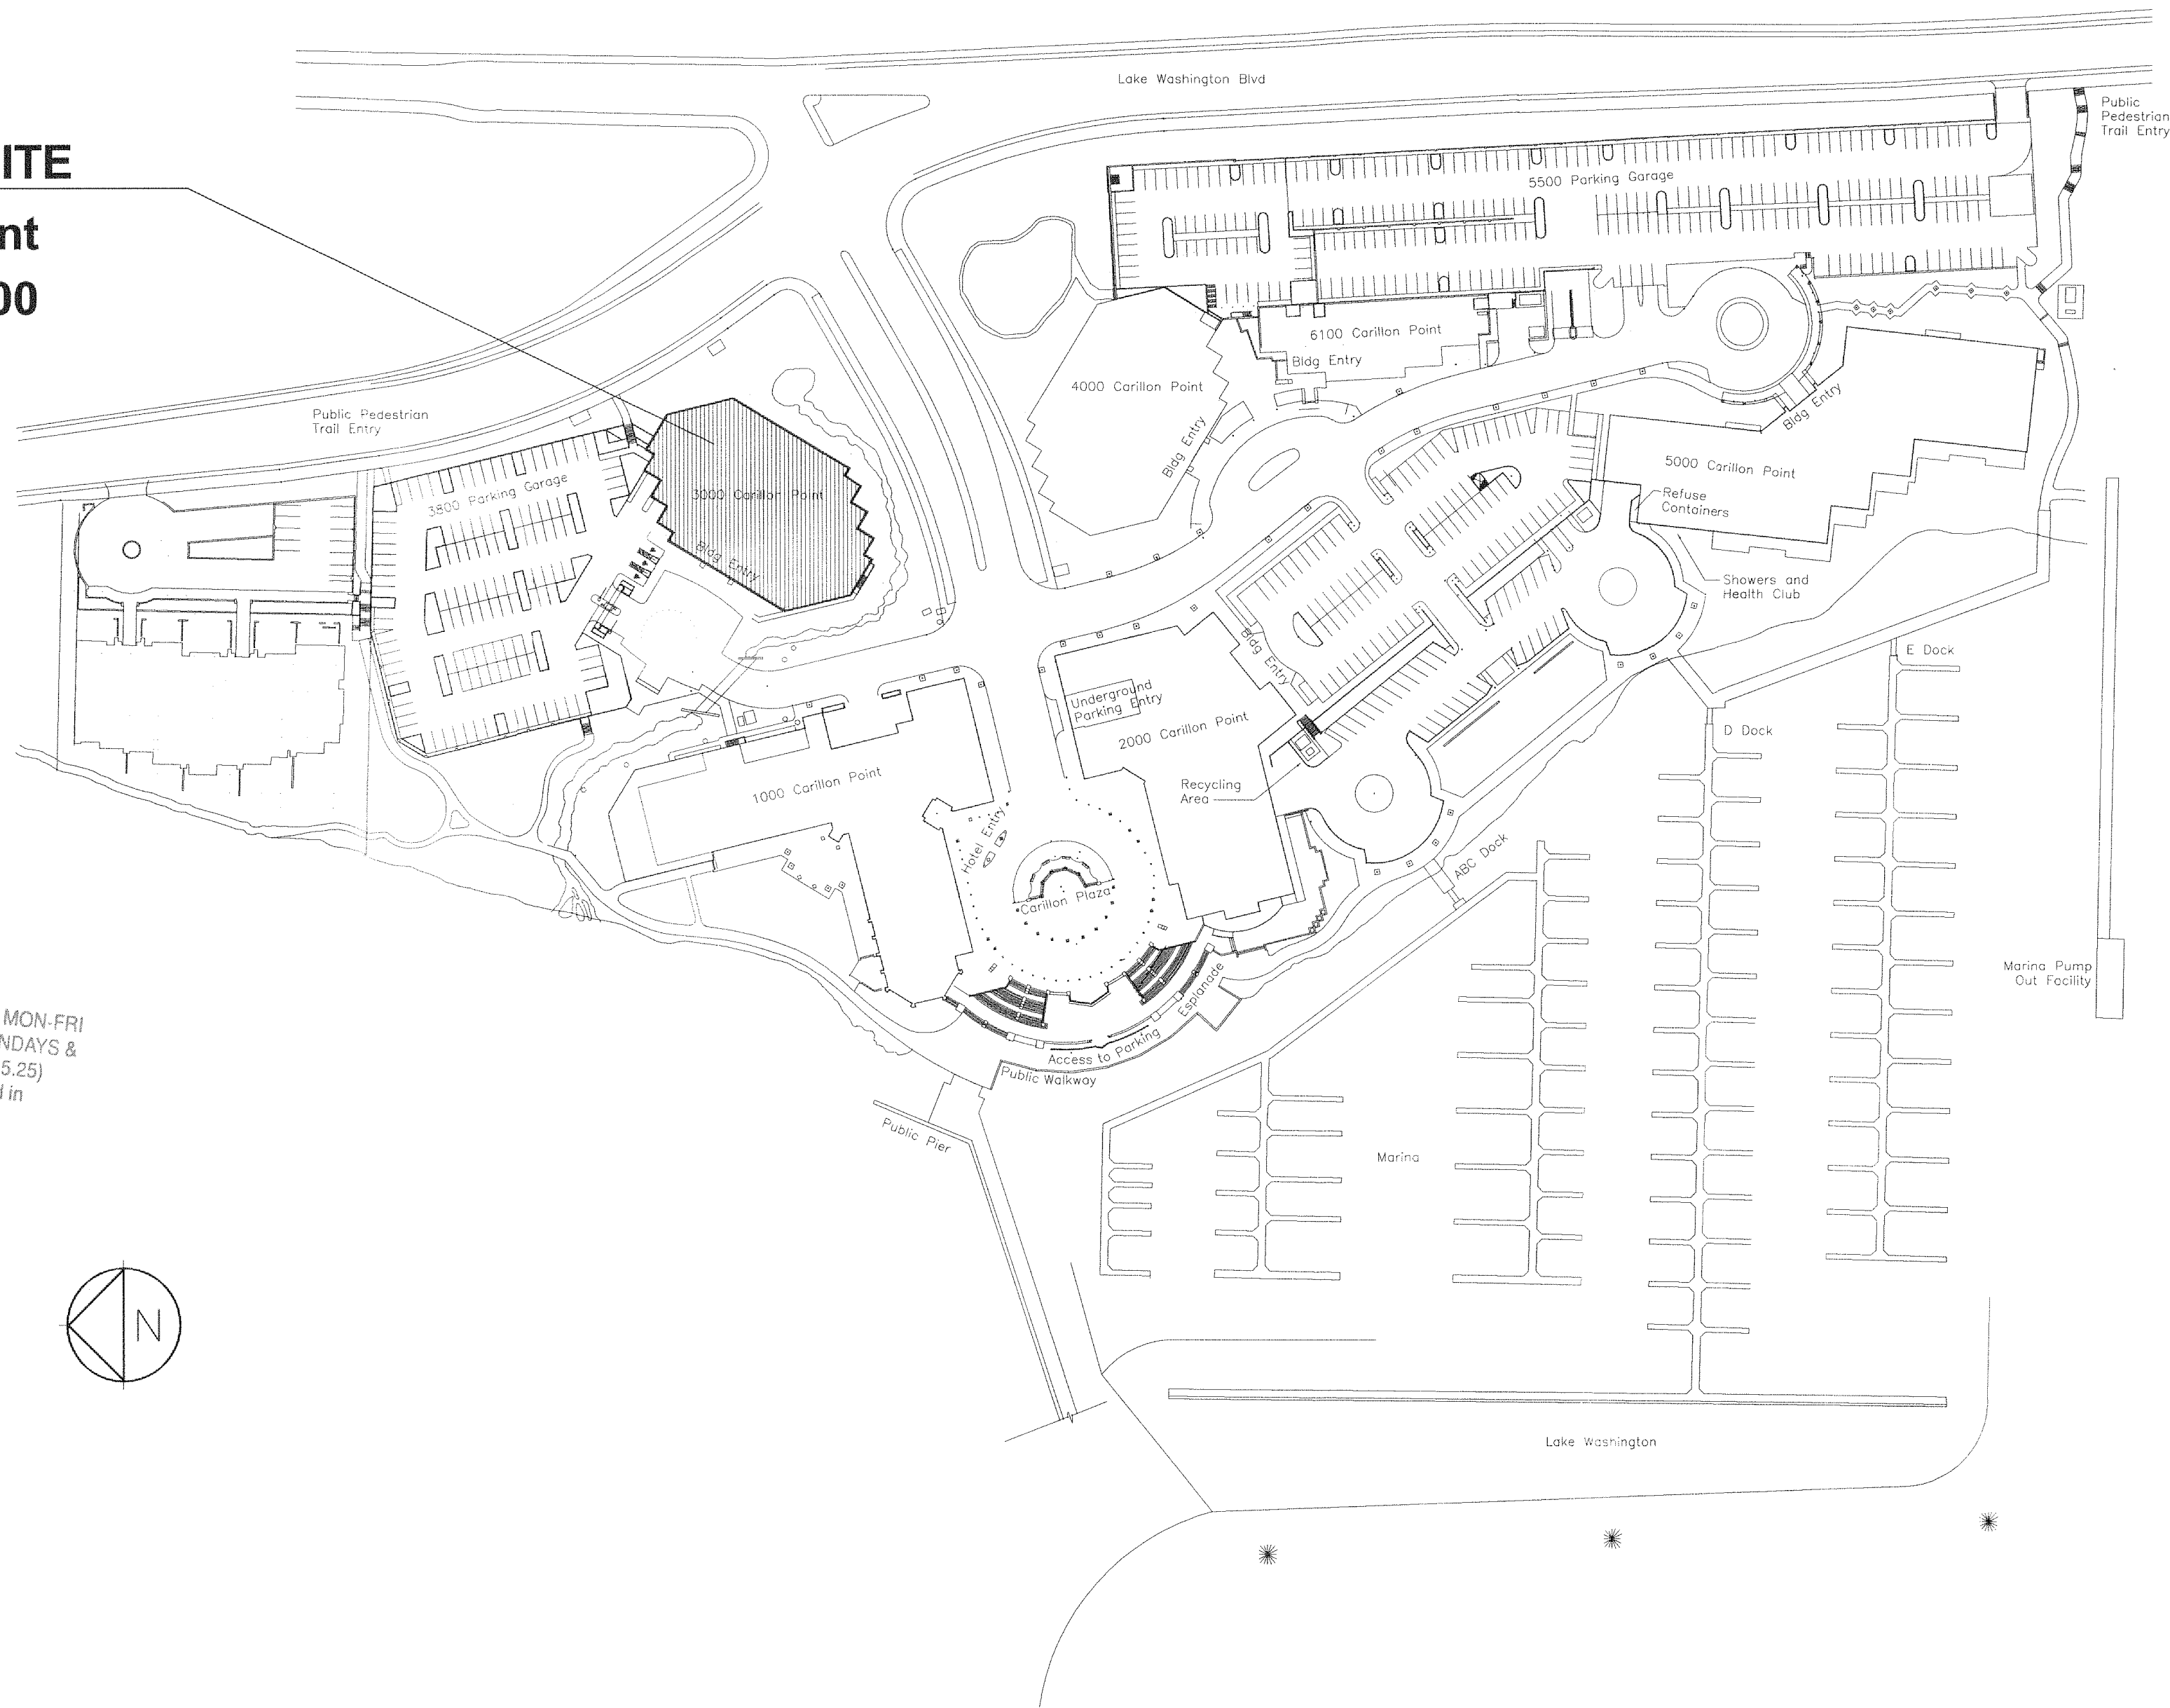 Lake Washington Blvd
Public
Pedestrian
Trail Entry
ITE
nt
00
5500 Parking Garage
6100 Carillon Point
Bldg Entry
4000 Carillon Point
Bldg Entry
Bldg Entry
Public Pedestrian
Trail Entry
3800 Parking Garage
3000 Carillon Point
Bldg Entry
5000 Carillon Point
Refuse
Containers
Showers and
Health Club
Bldg Entry
Underground
Parking Entry
2000 Carillon Point
1000 Carillon Point
Recycling
Area
Hotel Entry
Carillon Plaza
E Dock
D Dock
ABC Dock
Esplanade
Access to Parking
Public Walkway
Public Pier
Marina
Marina Pump
Out Facility
MON-FRI
NDAYS &
5.25)
d in
N
Lake Washington